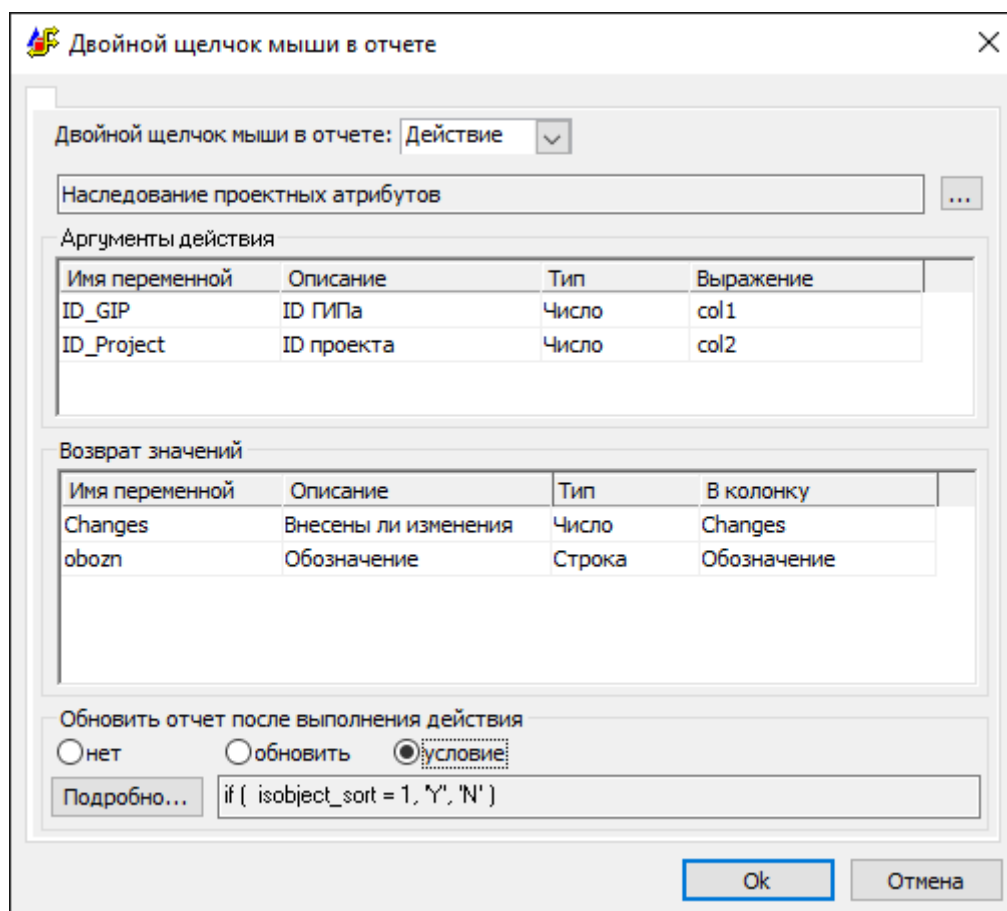 Двойной щелчок мыши в отчете
Двойной щелчок мыши в отчете: Действие
Наследование проектных атрибутов ...
Аргументы действия
Имя переменной Описание Тип Выражение
ID_GIP ID ГИПа Число col1
ID_Project ID проекта Число col2
Возврат значений
Имя переменной Описание Тип В колонку
Changes Внесены ли изменения Число Changes
obozn Обозначение Строка Обозначение
Обновить отчет после выполнения действия
нет обновить условие
Подробно... if ( isobject_sort = 1, 'Y', 'N' )
Ok Отмена